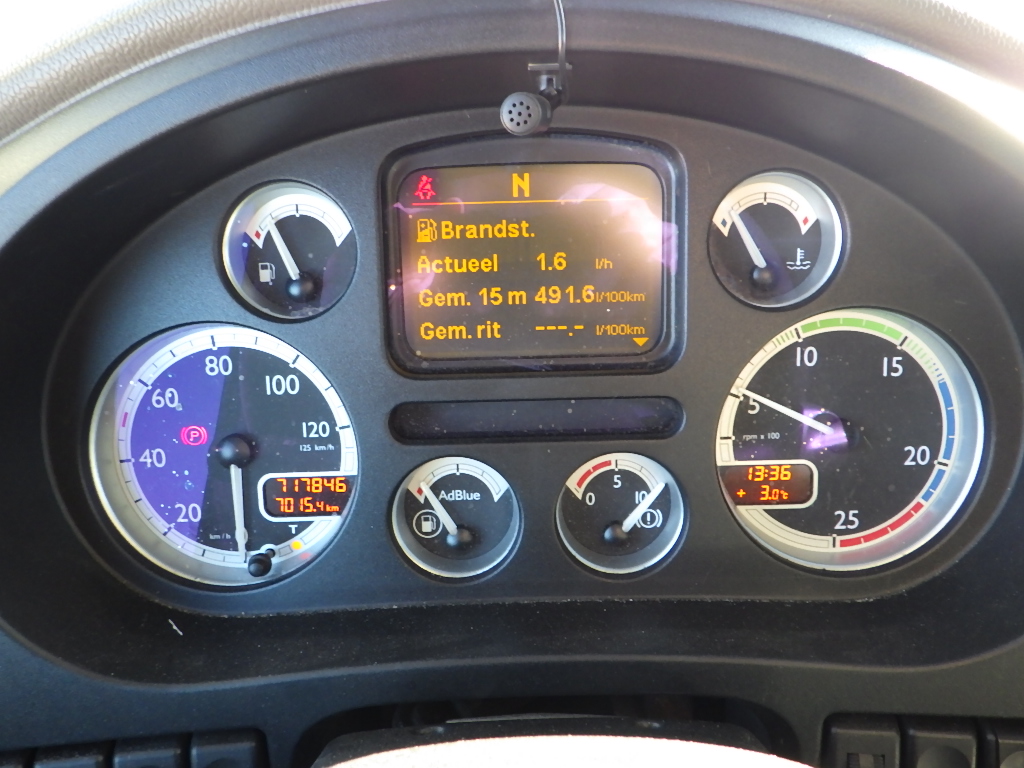 N
Brandst.
Actueel 1.6 l/h
Gem. 15 m 491.6 l/100km
Gem. rit ---.- l/100km
20
40
60
80
100
120
125 km/h
P
717846
7015.4 km
T
km/h
AdBlue
0 5 10
5
10
15
20
25
rpm x 100
13:36
+ 3.0°c